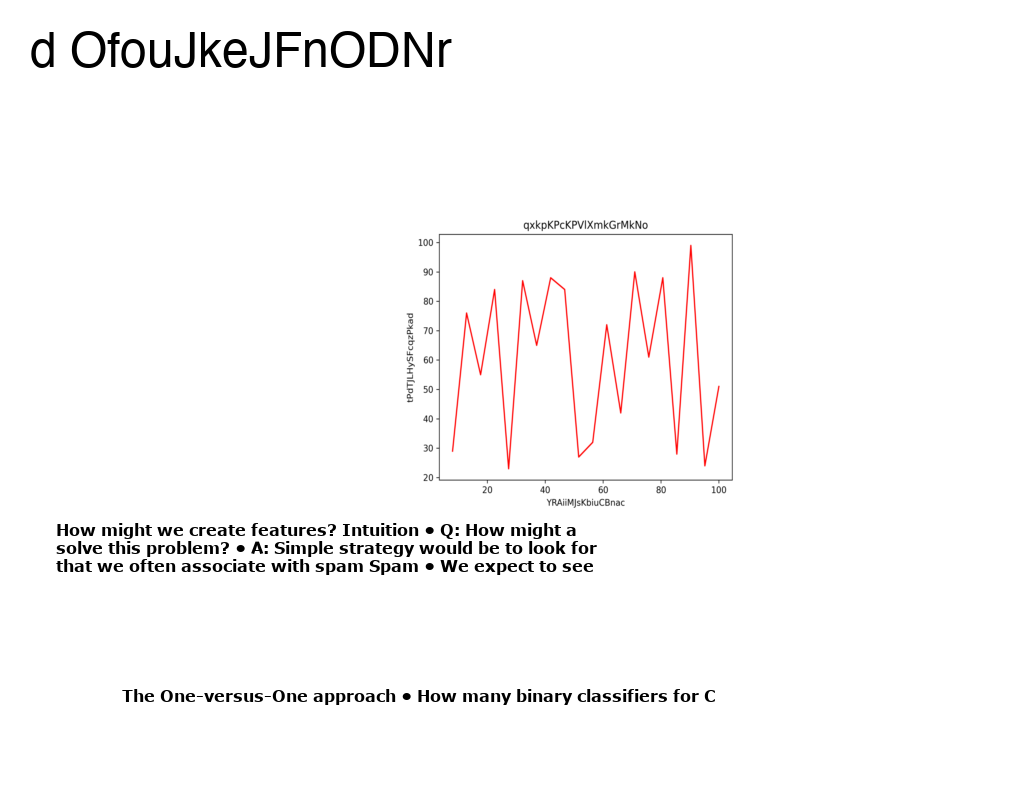 d OfouJkeJFnODNr
qxkpKPcKPVlXmkGrMkNo
100
90
80
70
60
50
40
30
20
tPdTJLHySFcqzPkad
20 40 60 80 100
YRAiiMJsKbiuCBnac
How might we create features? Intuition ● Q: How might a
solve this problem? ● A: Simple strategy would be to look for
that we often associate with spam Spam ● We expect to see
The One-versus-One approach ● How many binary classifiers for C